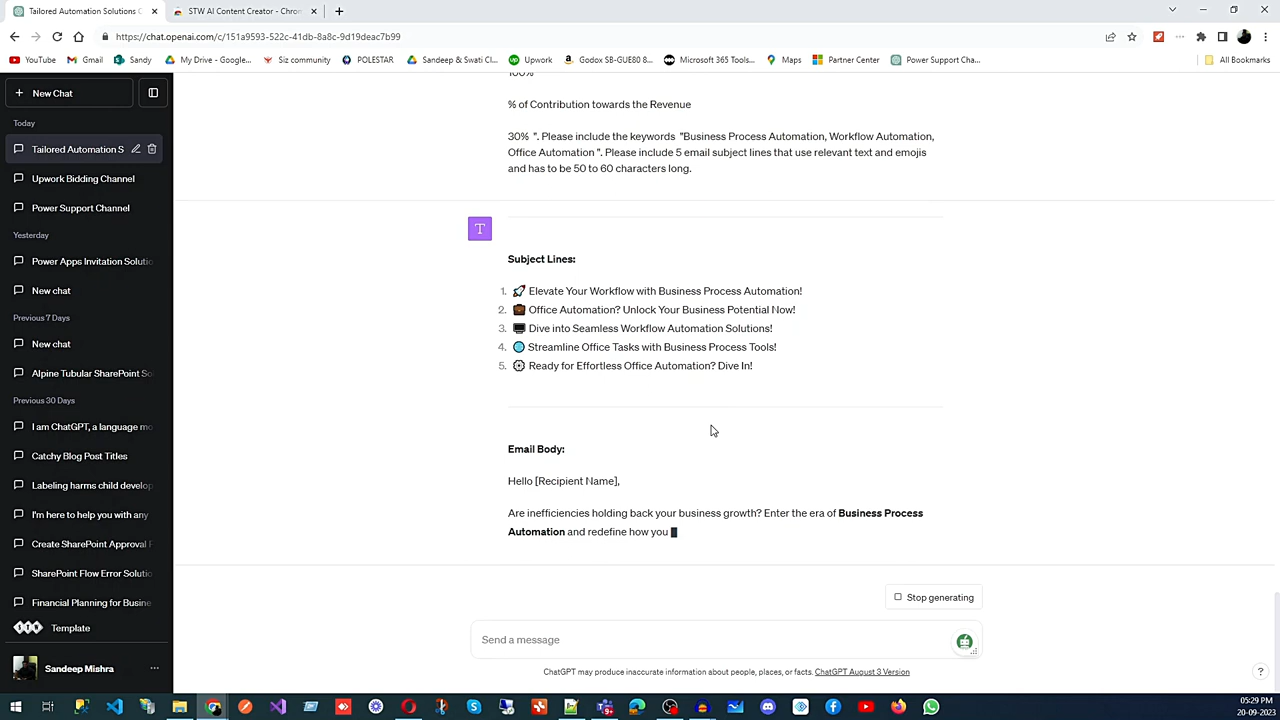 Tailored Automation Solutions C
STW AI Content Creator - Chron
https://chat.openai.com/c/151a9593-522c-41db-8a8c-9d19deac7b99
YouTube
Gmail
Sandy
My Drive - Google...
Siz community
POLESTAR
Sandeep & Swati Cl...
Upwork
Godox SB-GUE80 8...
Microsoft 365 Tools...
Maps
Partner Center
Power Support Cha...
All Bookmarks
New Chat
Today
Tailored Automation S
Upwork Bidding Channel
Power Support Channel
Yesterday
Power Apps Invitation Solutio
New chat
Previous 7 Days
New chat
Alpine Tubular SharePoint So
Previous 30 Days
I am ChatGPT, a language mo
Catchy Blog Post Titles
Labeling harms child develop
I'm here to help you with any
Create SharePoint Approval F
SharePoint Flow Error Solutio
Financial Planning for Busine
Template
Sandeep Mishra
100%
% of Contribution towards the Revenue
30% ". Please include the keywords "Business Process Automation, Workflow Automation,
Office Automation ". Please include 5 email subject lines that use relevant text and emojis
and has to be 50 to 60 characters long.
T
Subject Lines:
1. 🚀 Elevate Your Workflow with Business Process Automation!
2. 💼 Office Automation? Unlock Your Business Potential Now!
3. 🖥 Dive into Seamless Workflow Automation Solutions!
4. 🌐 Streamline Office Tasks with Business Process Tools!
5. ⚙ Ready for Effortless Office Automation? Dive In!
Email Body:
Hello [Recipient Name],
Are inefficiencies holding back your business growth? Enter the era of Business Process
Automation and redefine how you
Stop generating
Send a message
ChatGPT may produce inaccurate information about people, places, or facts. ChatGPT August 3 Version
?
05:29 PM
20-09-2023